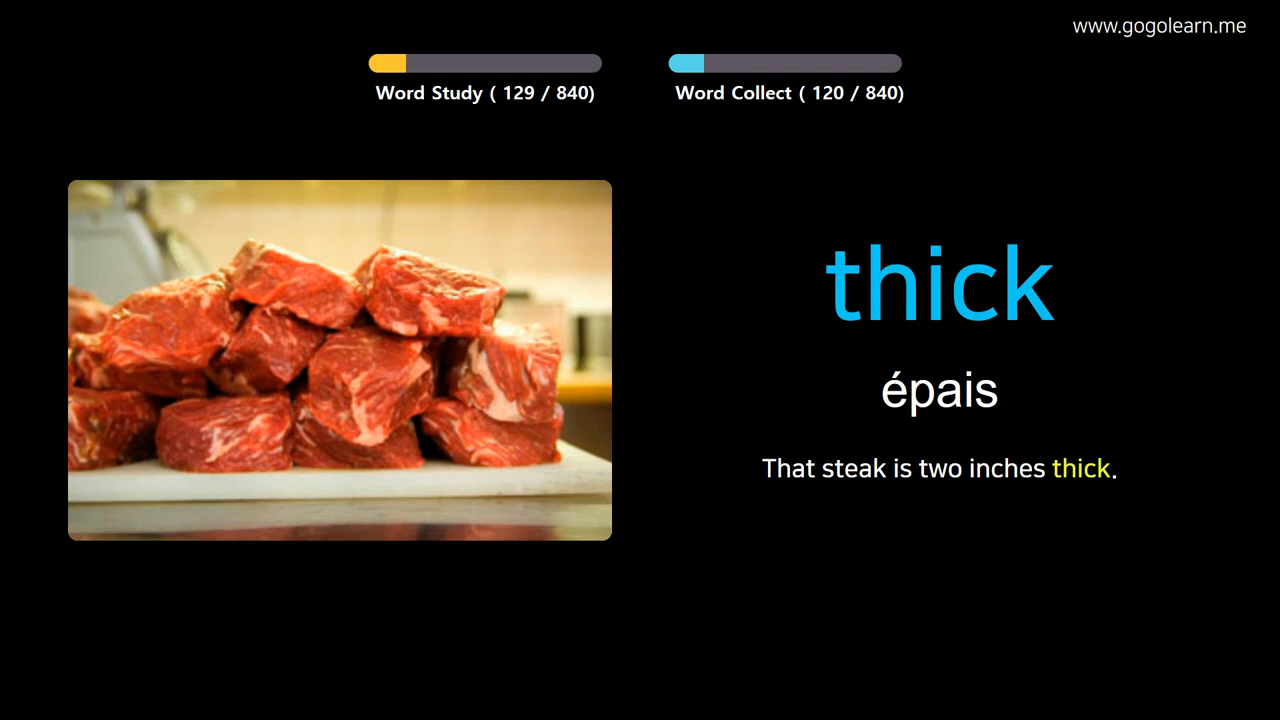 www.gogolearn.me
Word Study ( 129 / 840)
Word Collect ( 120 / 840)
thick
épais
That steak is two inches thick.